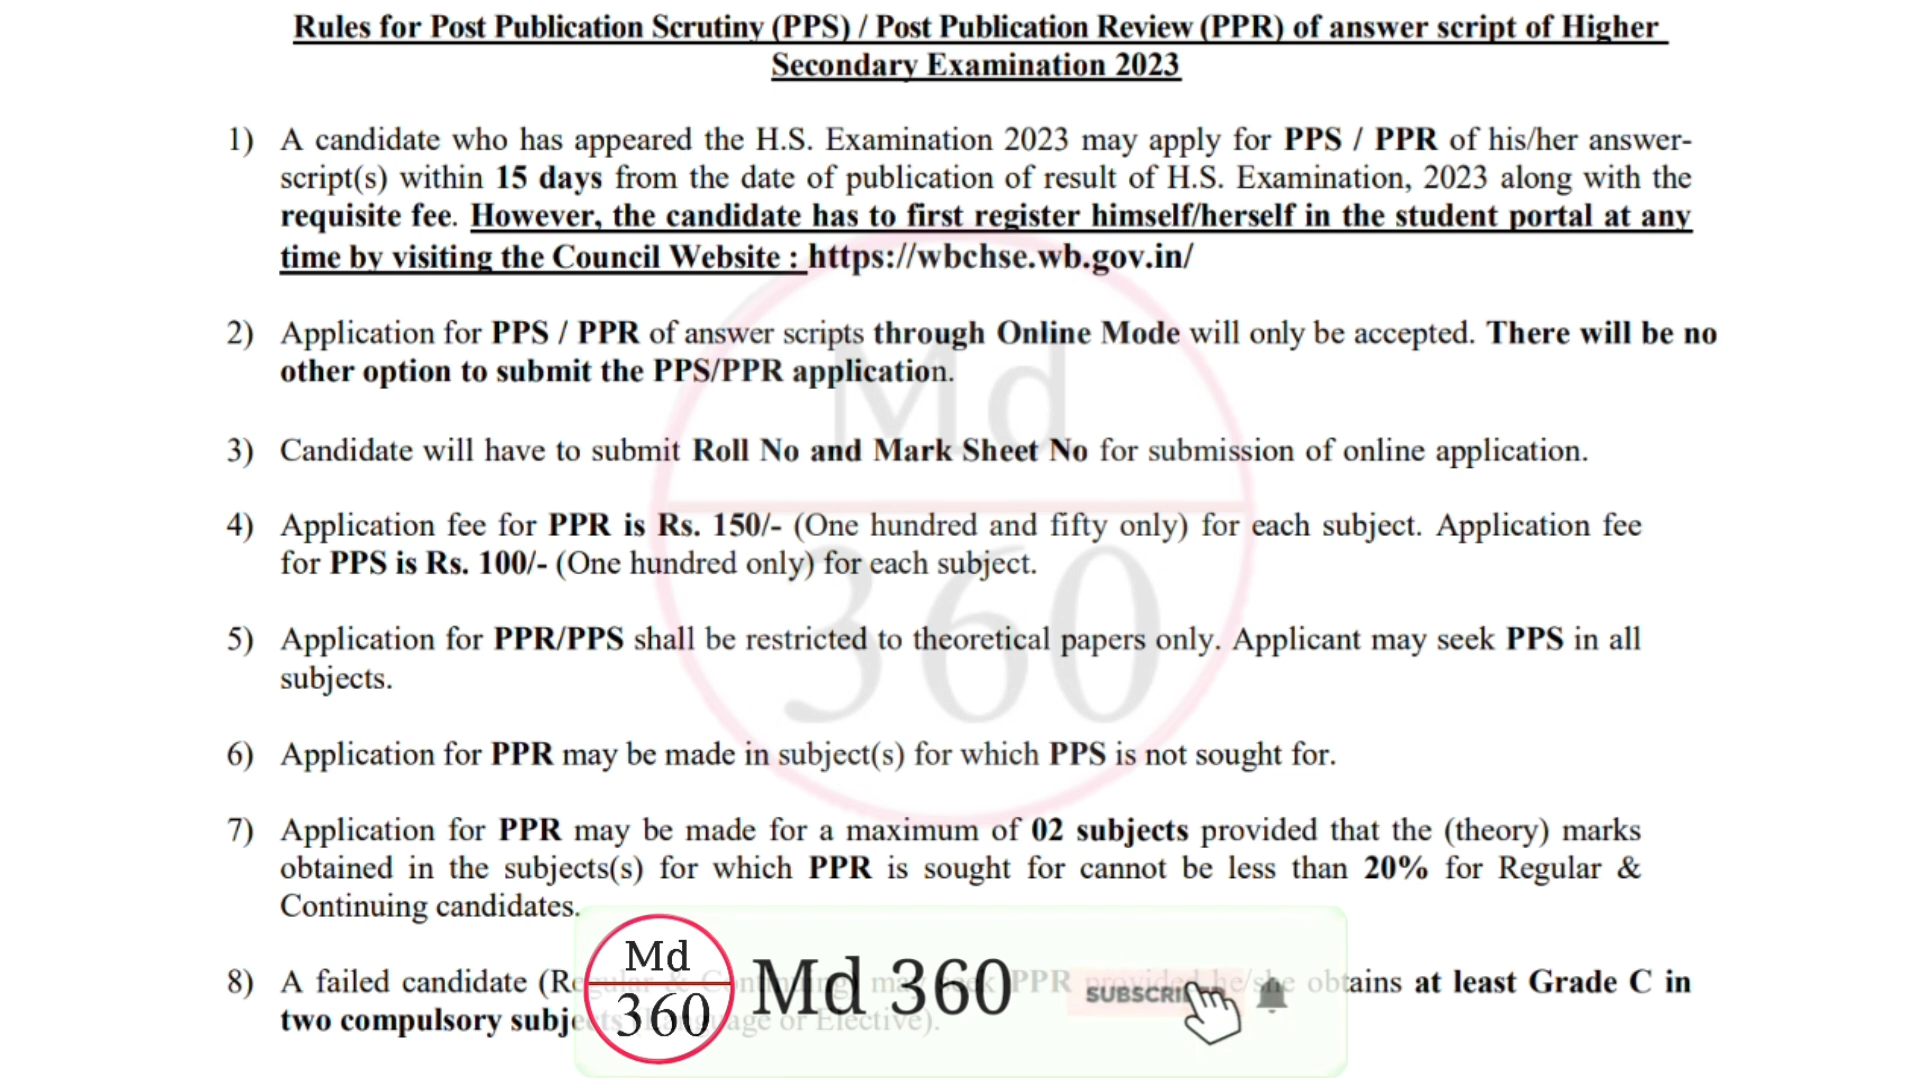 Rules for Post Publication Scrutiny (PPS) / Post Publication Review (PPR) of answer script of Higher
Secondary Examination 2023
1) A candidate who has appeared the H.S. Examination 2023 may apply for PPS / PPR of his/her answer-
script(s) within 15 days from the date of publication of result of H.S. Examination, 2023 along with the
requisite fee. However, the candidate has to first register himself/herself in the student portal at any
time by visiting the Council Website : https://wbchse.wb.gov.in/
2) Application for PPS / PPR of answer scripts through Online Mode will only be accepted. There will be no
other option to submit the PPS/PPR application.
3) Candidate will have to submit Roll No and Mark Sheet No for submission of online application.
4) Application fee for PPR is Rs. 150/- (One hundred and fifty only) for each subject. Application fee
for PPS is Rs. 100/- (One hundred only) for each subject.
5) Application for PPR/PPS shall be restricted to theoretical papers only. Applicant may seek PPS in all
subjects.
6) Application for PPR may be made in subject(s) for which PPS is not sought for.
7) Application for PPR may be made for a maximum of 02 subjects provided that the (theory) marks
obtained in the subjects(s) for which PPR is sought for cannot be less than 20% for Regular &
Continuing candidates.
8) A failed candidate PPR provided he/she obtains at least Grade C in
two compulsory or Elective).
Md
360
Md 360
Md
360